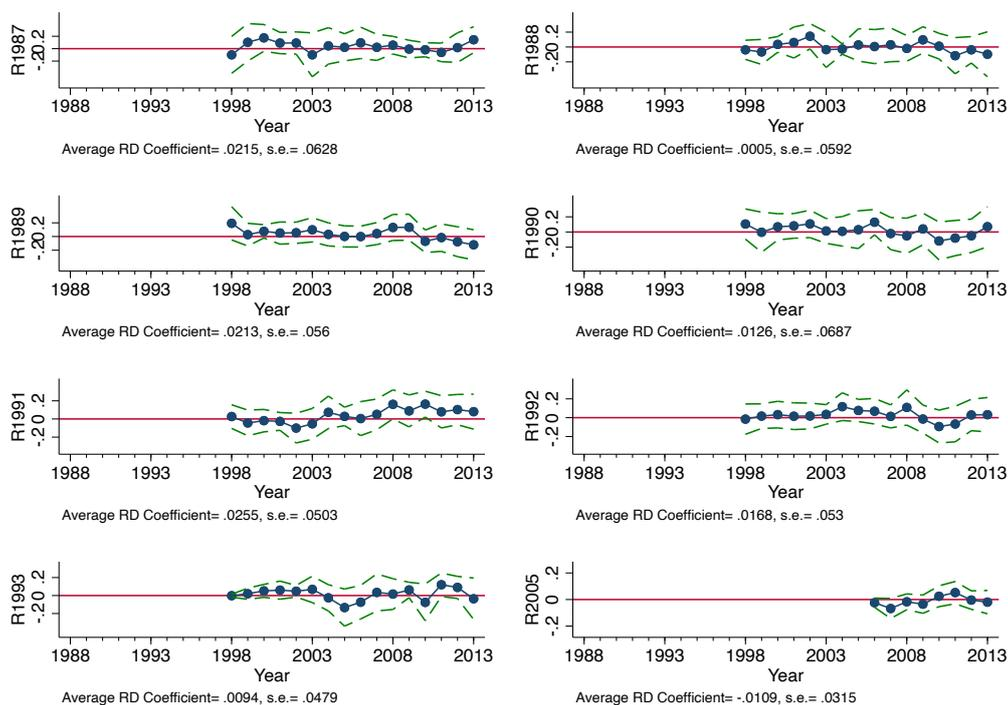 R1987
-.2 0 .2
1988 1993 1998 2003 2008 2013
Year
Average RD Coefficient= .0215, s.e.= .0628
R1988
-.2 0 .2
1988 1993 1998 2003 2008 2013
Year
Average RD Coefficient= .0005, s.e.= .0592
R1989
-.2 0 .2
1988 1993 1998 2003 2008 2013
Year
Average RD Coefficient= .0213, s.e.= .056
R1990
-.2 0 .2
1988 1993 1998 2003 2008 2013
Year
Average RD Coefficient= .0126, s.e.= .0687
R1991
-.2 0 .2
1988 1993 1998 2003 2008 2013
Year
Average RD Coefficient= .0255, s.e.= .0503
R1992
-.2 0 .2
1988 1993 1998 2003 2008 2013
Year
Average RD Coefficient= .0168, s.e.= .053
R1993
-.2 0 .2
1988 1993 1998 2003 2008 2013
Year
Average RD Coefficient= .0094, s.e.= .0479
R2005
-.2 0 .2
1988 1993 1998 2003 2008 2013
Year
Average RD Coefficient= -.0109, s.e.= .0315